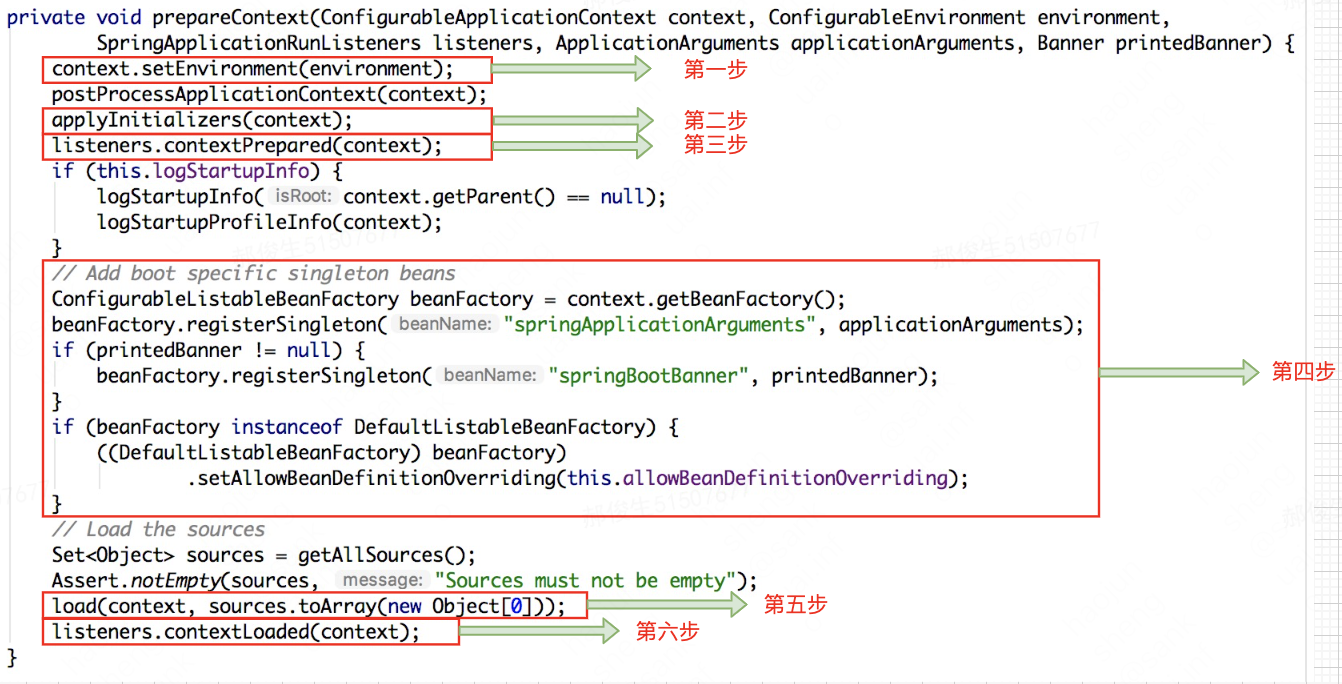 private void prepareContext(ConfigurableApplicationContext context, ConfigurableEnvironment environment,
SpringApplicationRunListeners listeners, ApplicationArguments applicationArguments, Banner printedBanner) {
context.setEnvironment(environment); 第一步
postProcessApplicationContext(context);
applyInitializers(context); 第二步
listeners.contextPrepared(context); 第三步
if (this.logStartupInfo) {
logStartupInfo( isRoot: context.getParent() == null);
logStartupProfileInfo(context);
}
// Add boot specific singleton beans
ConfigurableListableBeanFactory beanFactory = context.getBeanFactory();
beanFactory.registerSingleton( beanName: "springApplicationArguments", applicationArguments);
if (printedBanner != null) {
beanFactory.registerSingleton( beanName: "springBootBanner", printedBanner); 第四步
}
if (beanFactory instanceof DefaultListableBeanFactory) {
((DefaultListableBeanFactory) beanFactory)
.setAllowBeanDefinitionOverriding(this.allowBeanDefinitionOverriding);
}
// Load the sources
Set<Object> sources = getAllSources();
Assert.notEmpty(sources, message: "Sources must not be empty");
load(context, sources.toArray(new Object[0])); 第五步
listeners.contextLoaded(context); 第六步
}